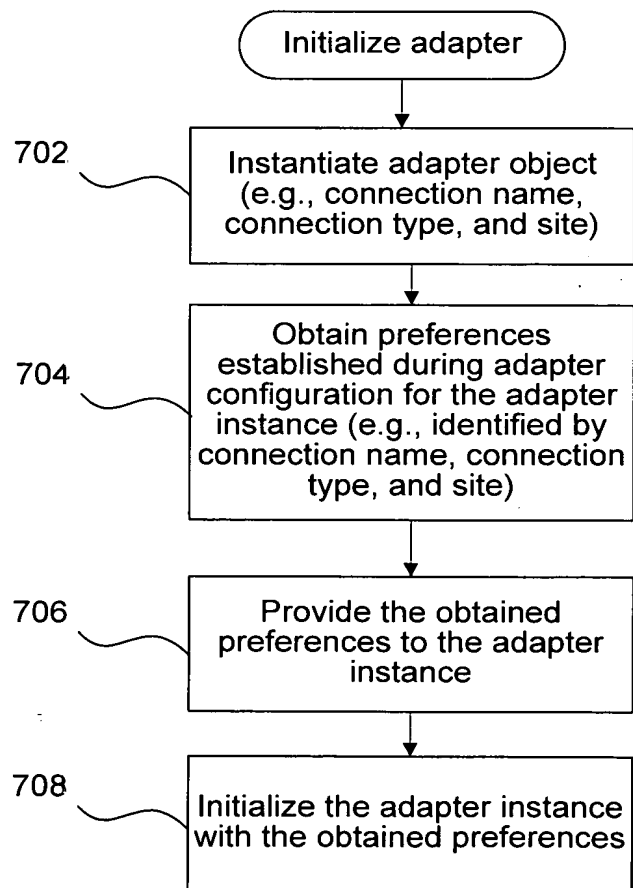 Initialize adapter
702
Instantiate adapter object
(e.g., connection name,
connection type, and site)
704
Obtain preferences
established during adapter
configuration for the adapter
instance (e.g., identified by
connection name, connection
type, and site)
706
Provide the obtained
preferences to the adapter
instance
708
Initialize the adapter instance
with the obtained preferences